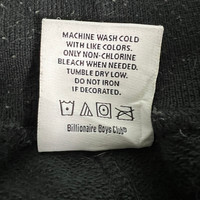 MACHINE WASH COLD
WITH LIKE COLORS.
ONLY NON-CHLORINE
BLEACH WHEN NEEDED.
TUMBLE DRY LOW.
DO NOT IRON
IF DECORATED.
Billionaire Boys Club®